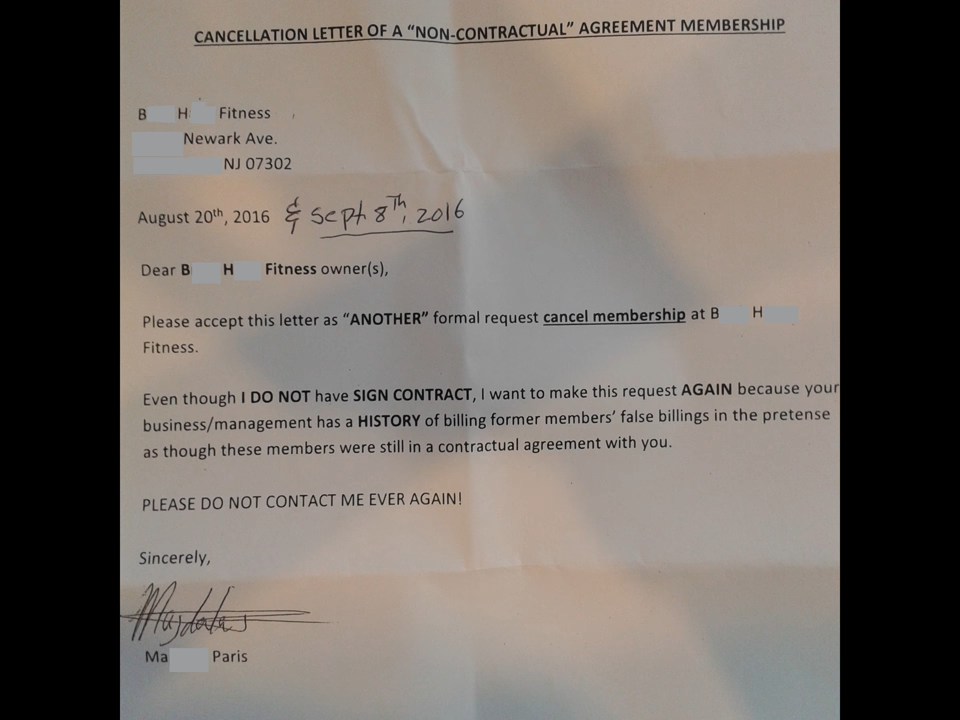 CANCELLATION LETTER OF A “NON-CONTRACTUAL” AGREEMENT MEMBERSHIP
B H Fitness
Newark Ave.
NJ 07302
August 20th, 2016 & Sept 8Th, 2016
Dear B H Fitness owner(s),
Please accept this letter as “ANOTHER” formal request cancel membership at B H
Fitness.
Even though I DO NOT have SIGN CONTRACT, I want to make this request AGAIN because your
business/management has a HISTORY of billing former members’ false billings in the pretense
as though these members were still in a contractual agreement with you.
PLEASE DO NOT CONTACT ME EVER AGAIN!
Sincerely,
Ma Paris